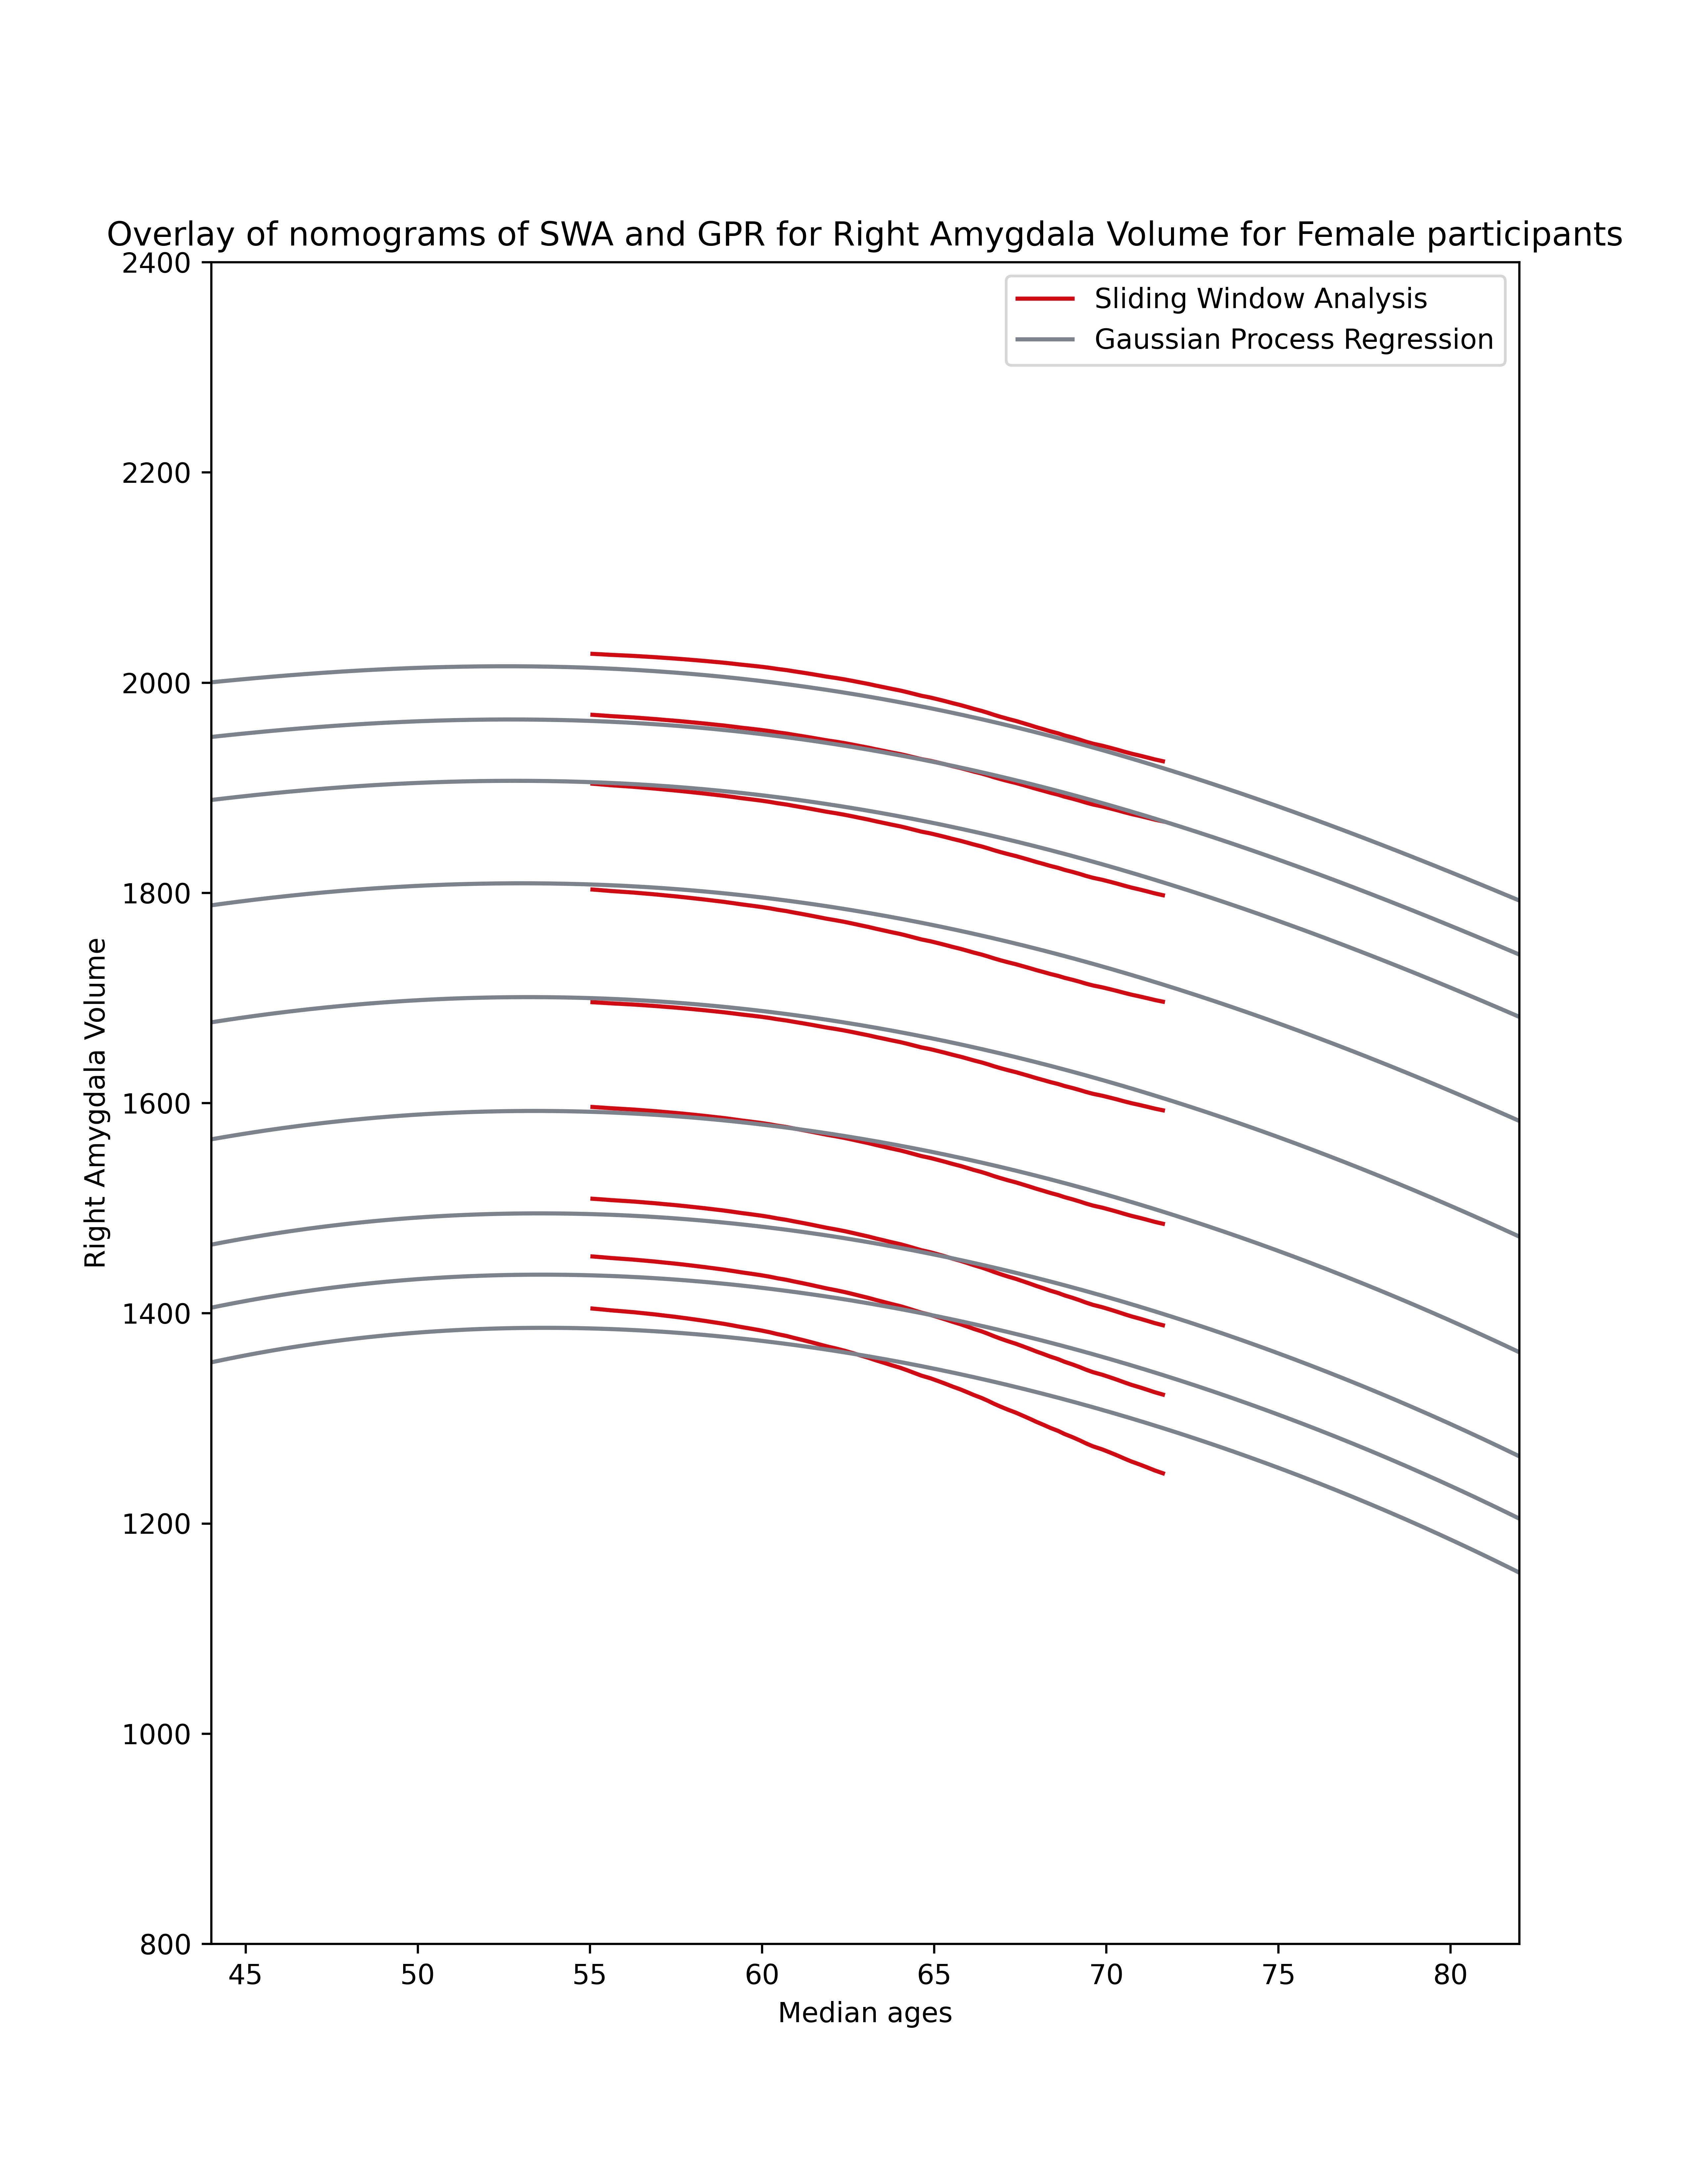 Overlay of nomograms of SWA and GPR for Right Amygdala Volume for Female participants
Sliding Window Analysis
Gaussian Process Regression
Right Amygdala Volume
2400
2200
2000
1800
1600
1400
1200
1000
800
45 50 55 60 65 70 75 80
Median ages